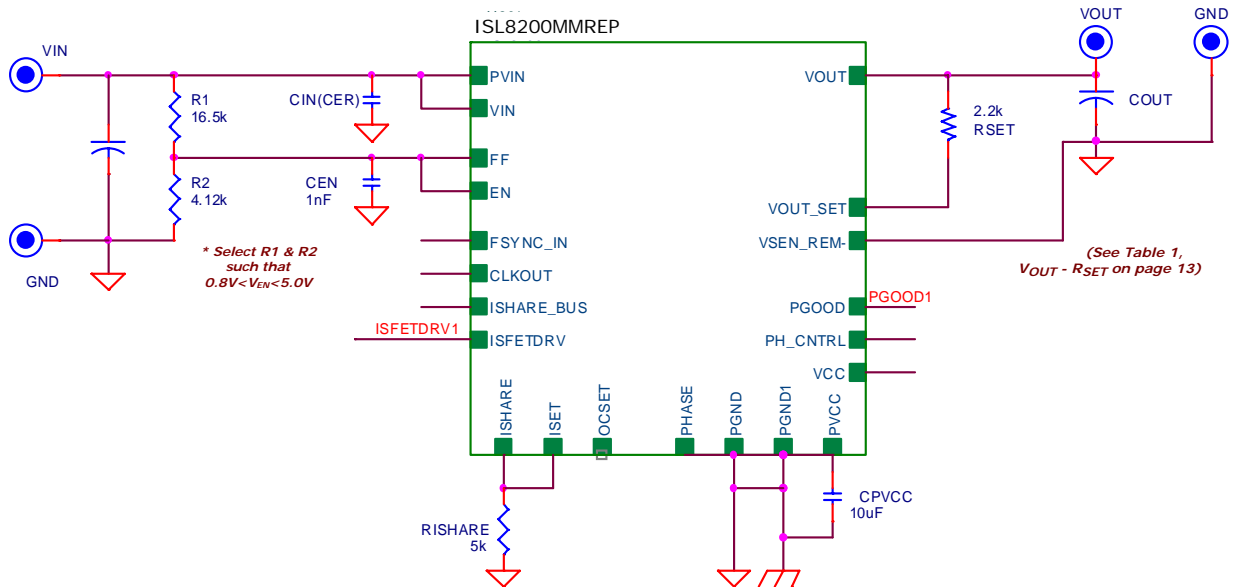 ISL8200MMREP
VOUT
GND
VIN
R1
16.5k
CIN(CER)
PVIN
VIN
VOUT
COUT
2.2k
RSET
FF
EN
R2
4.12k
CEN
1nF
VOUT_SET
VSEN_REM-
FSYNC_IN
GND
* Select R1 & R2
such that
0.8V<VEN<5.0V
CLKOUT
(See Table 1,
VOUT - RSET on page 13)
ISHARE_BUS
PGOOD
PGOOD1
ISFETDRV1
ISFETDRV
PH_CNTRL
VCC
ISHARE
ISET
OCSET
PHASE
PGND
PGND1
PVCC
RISHARE
5k
CPVCC
10uF